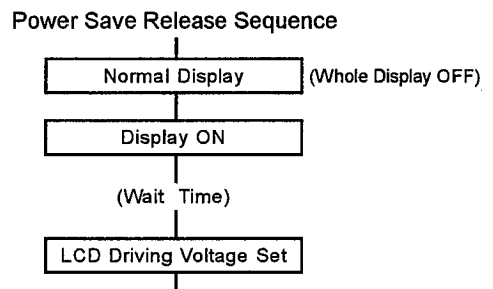 Power Save Release Sequence
Normal Display (Whole Display OFF)
Display ON
(Wait Time)
LCD Driving Voltage Set